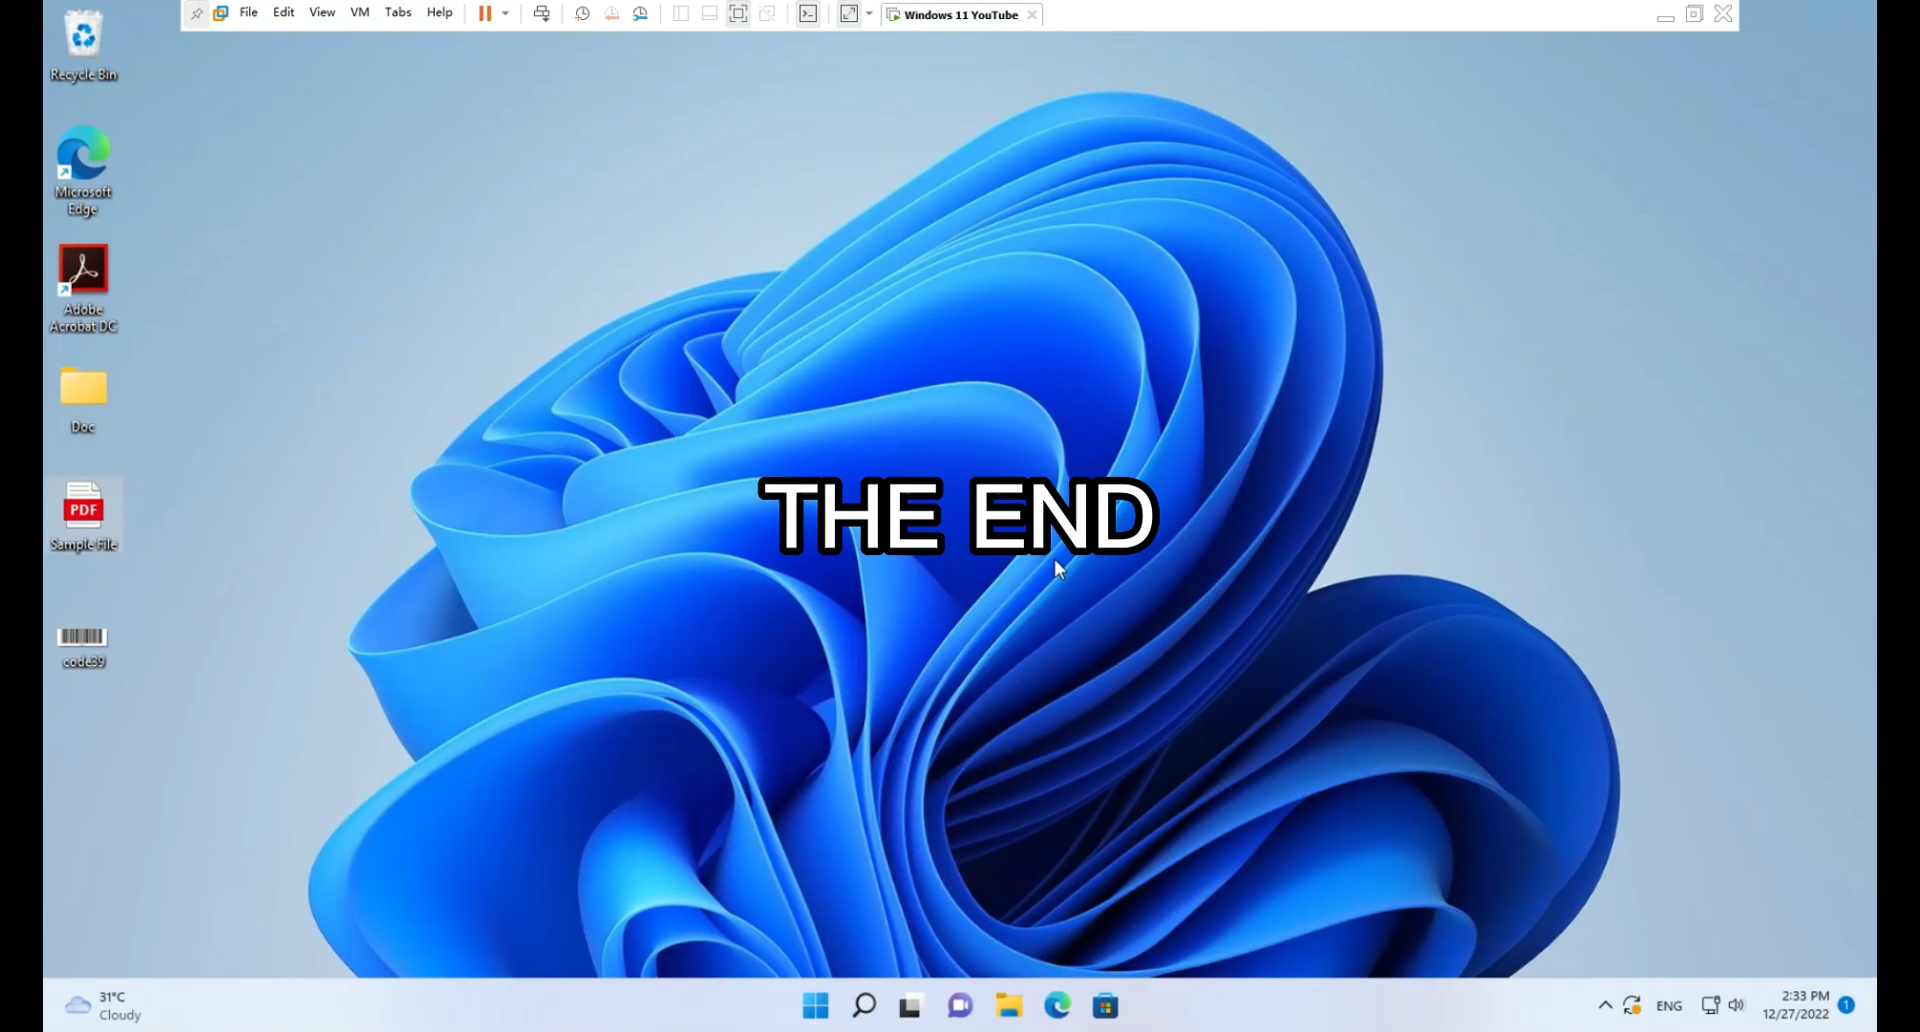 File Edit View VM Tabs Help
Windows 11 YouTube
Recycle Bin
Microsoft
Edge
Adobe
Acrobat DC
Doc
PDF
Sample File
code39
THE END
31°C
Cloudy
ENG
2:33 PM
12/27/2022
1